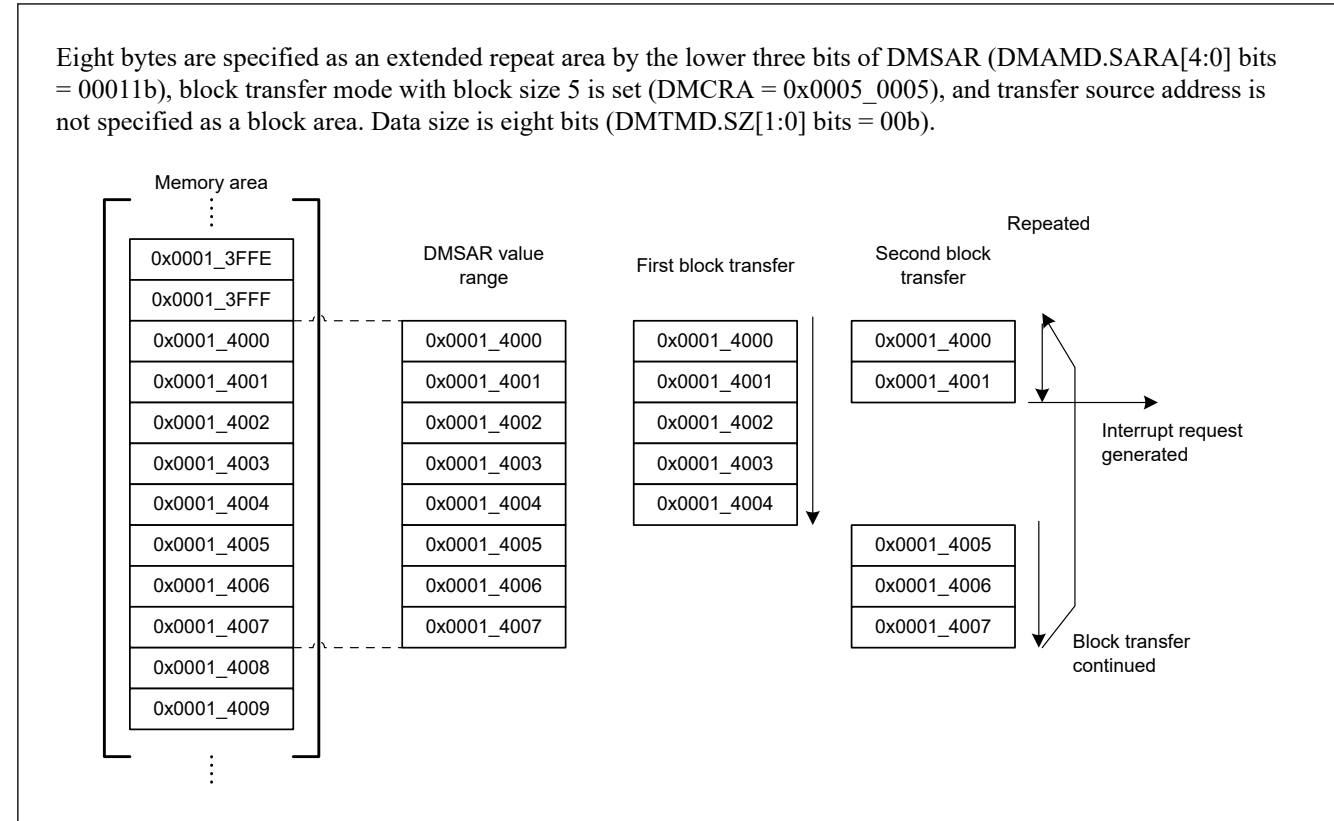 Eight bytes are specified as an extended repeat area by the lower three bits of DMSAR (DMAMD.SARA[4:0] bits
= 00011b), block transfer mode with block size 5 is set (DMCRA = 0x0005_0005), and transfer source address is
not specified as a block area. Data size is eight bits (DMTMD.SZ[1:0] bits = 00b).
Memory area
0x0001_3FFE
0x0001_3FFF
0x0001_4000
0x0001_4001
0x0001_4002
0x0001_4003
0x0001_4004
0x0001_4005
0x0001_4006
0x0001_4007
0x0001_4008
0x0001_4009
DMSAR value
range
0x0001_4000
0x0001_4001
0x0001_4002
0x0001_4003
0x0001_4004
0x0001_4005
0x0001_4006
0x0001_4007
First block transfer
0x0001_4000
0x0001_4001
0x0001_4002
0x0001_4003
0x0001_4004
Second block
transfer
0x0001_4000
0x0001_4001
0x0001_4005
0x0001_4006
0x0001_4007
Repeated
Interrupt request
generated
Block transfer
continued